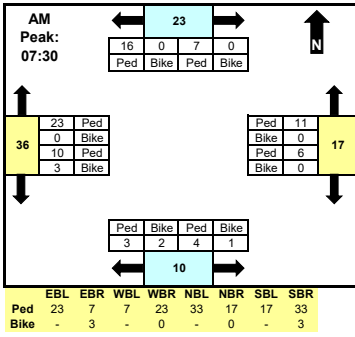 AM
Peak:
07:30
23
N
16 0 7 0
Ped Bike Ped Bike
36
23 Ped
0 Bike
10 Ped
3 Bike
Ped 11
Bike 0
Ped 6
Bike 0
17
Ped Bike Ped Bike
3 2 4 1
10
EBL EBR WBL WBR NBL NBR SBL SBR
Ped 23 7 7 23 33 17 17 33
Bike - 3 - 0 - 0 - 3